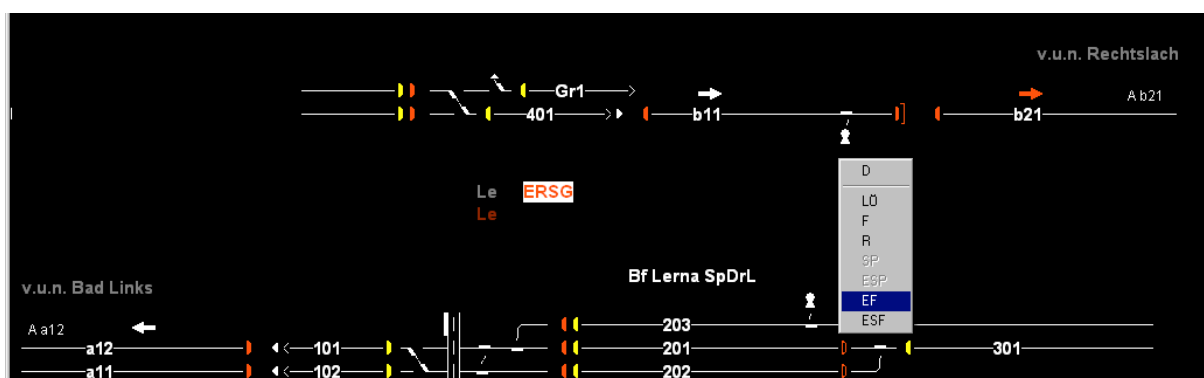 v.u.n. Rechtslach
Gr1
A b21
401 b11 b21
D
Le ERSG
LÖ
Le
F
R
SP
Bf Lerna SpDrL
ESP
v.u.n. Bad Links
EF
ESF
A a12 203
a12 101 201 301
a11 102 202